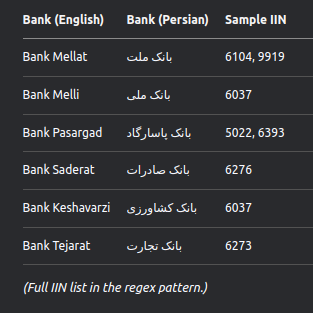 Bank (English) Bank (Persian) Sample IIN
Bank Mellat بانک ملت 6104, 9919
Bank Melli بانک ملی 6037
Bank Pasargad بانک پاسارگاد 5022, 6393
Bank Saderat بانک صادرات 6276
Bank Keshavarzi بانک کشاورزی 6037
Bank Tejarat بانک تجارت 6273
(Full IIN list in the regex pattern.)